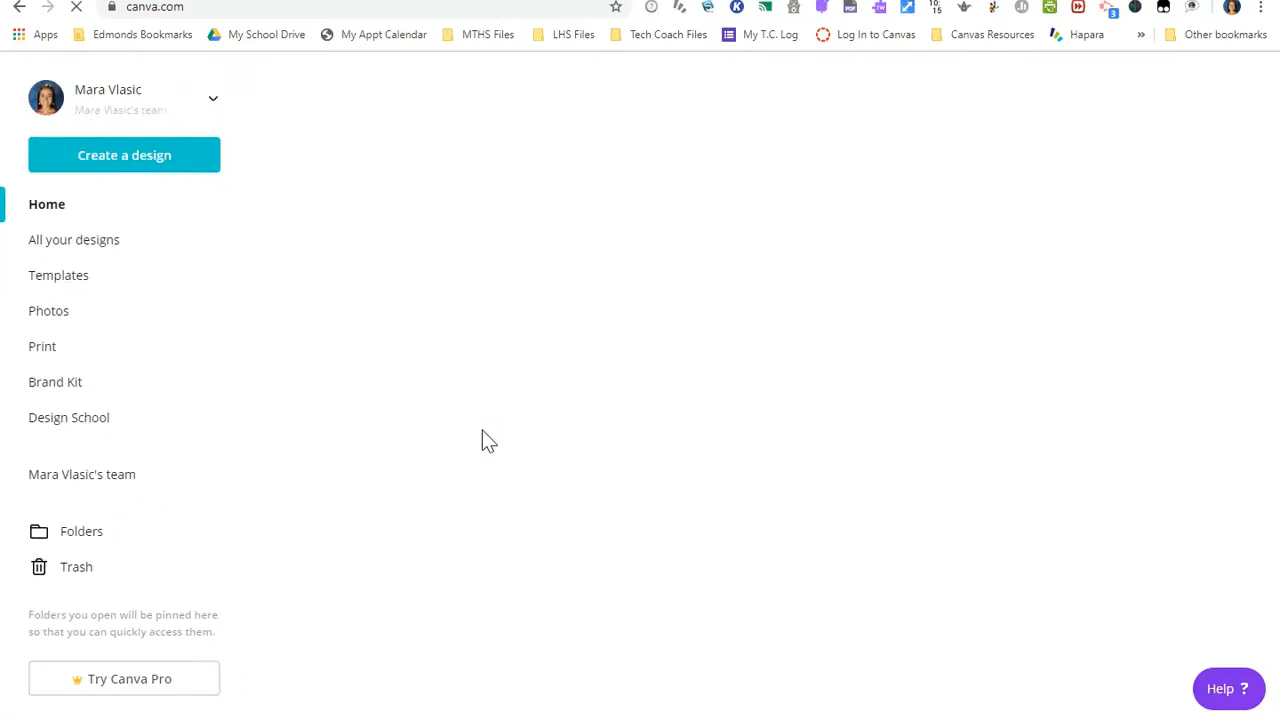 canva.com
10:
15
3
Apps
Edmonds Bookmarks
My School Drive
My Appt Calendar
MTHS Files
LHS Files
Tech Coach Files
My T.C. Log
Log In to Canvas
Canvas Resources
Hapara
»
Other bookmarks
Mara Vlasic
Mara Vlasic's team
Create a design
Home
All your designs
Templates
Photos
Print
Brand Kit
Design School
Mara Vlasic's team
Folders
Trash
Folders you open will be pinned here
so that you can quickly access them.
Try Canva Pro
Help ?